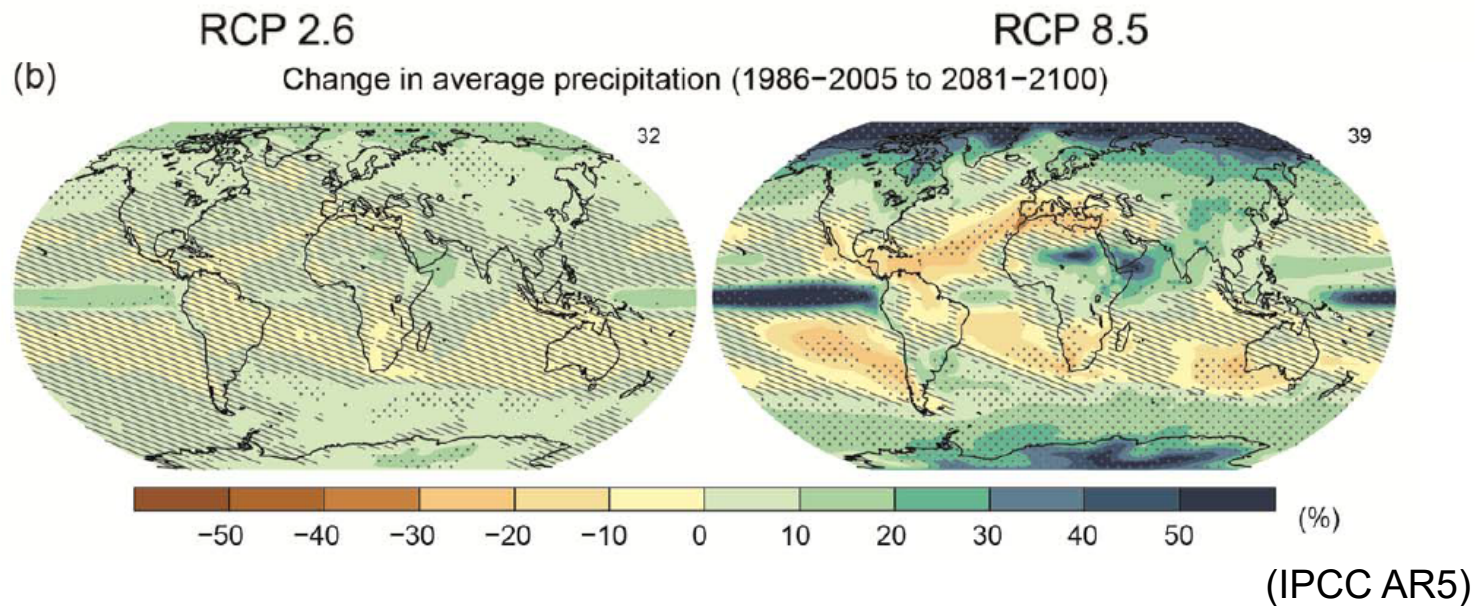 RCP 2.6 RCP 8.5
(b) Change in average precipitation (1986−2005 to 2081−2100)
32 39
−50 −40 −30 −20 −10 0 10 20 30 40 50 (%)
(IPCC AR5)